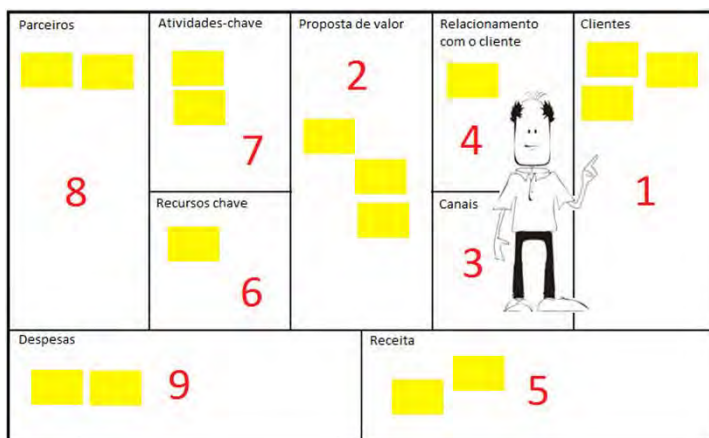 Parceiros
8
Atividades-chave
7
Recursos chave
6
Proposta de valor
2
Relacionamento
com o cliente
4
Canais
3
Clientes
1
Despesas
9
Receita
5